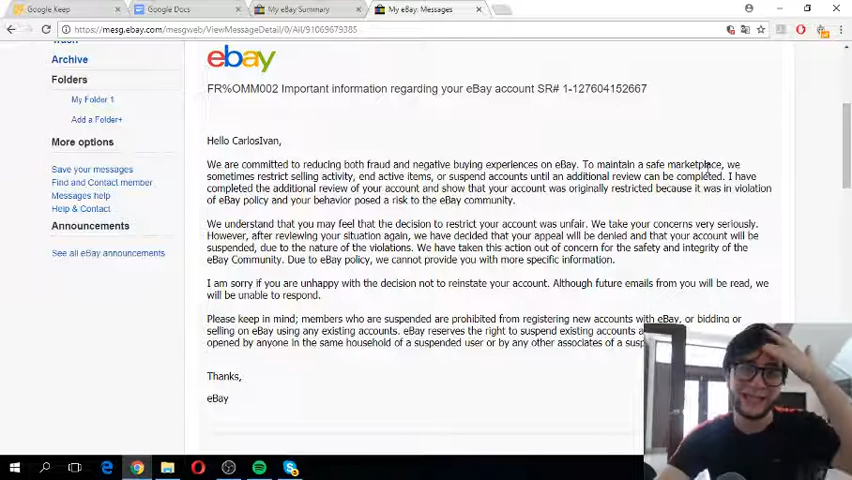 Google Keep
Google Docs
My eBay Summary
My eBay: Messages
https://mesg.ebay.com/mesgweb/ViewMessageDetail/0/All/91069679385
Archive
Folders
My Folder 1
Add a Folder
More options
Save your messages
Find and Contact member
Messages help
Help & Contact
Announcements
See all eBay announcements
ebay
FR%OMM002 Important information regarding your eBay account SR# 1-127604152667
Hello CarlosIvan,
We are committed to reducing both fraud and negative buying experiences on eBay. To maintain a safe marketplace, we
sometimes restrict selling activity, end active items, or suspend accounts until an additional review can be completed. I have
completed the additional review of your account and show that your account was originally restricted because it was in violation
of eBay policy and your behavior posed a risk to the eBay community.
We understand that you may feel that the decision to restrict your account was unfair. We take your concerns very seriously.
However, after reviewing your situation again, we have decided that your appeal will be denied and that your account will be
suspended, due to the nature of the violations. We have taken this action out of concern for the safety and integrity of the
eBay Community. Due to eBay policy, we cannot provide you with more specific information.
I am sorry if you are unhappy with the decision not to reinstate your account. Although future emails from you will be read, we
will be unable to respond.
Please keep in mind; members who are suspended are prohibited from registering new accounts with eBay, or bidding or
selling on eBay using any existing accounts. eBay reserves the right to suspend existing accounts
opened by anyone in the same household of a suspended user or by any other associates of a
Thanks,
eBay